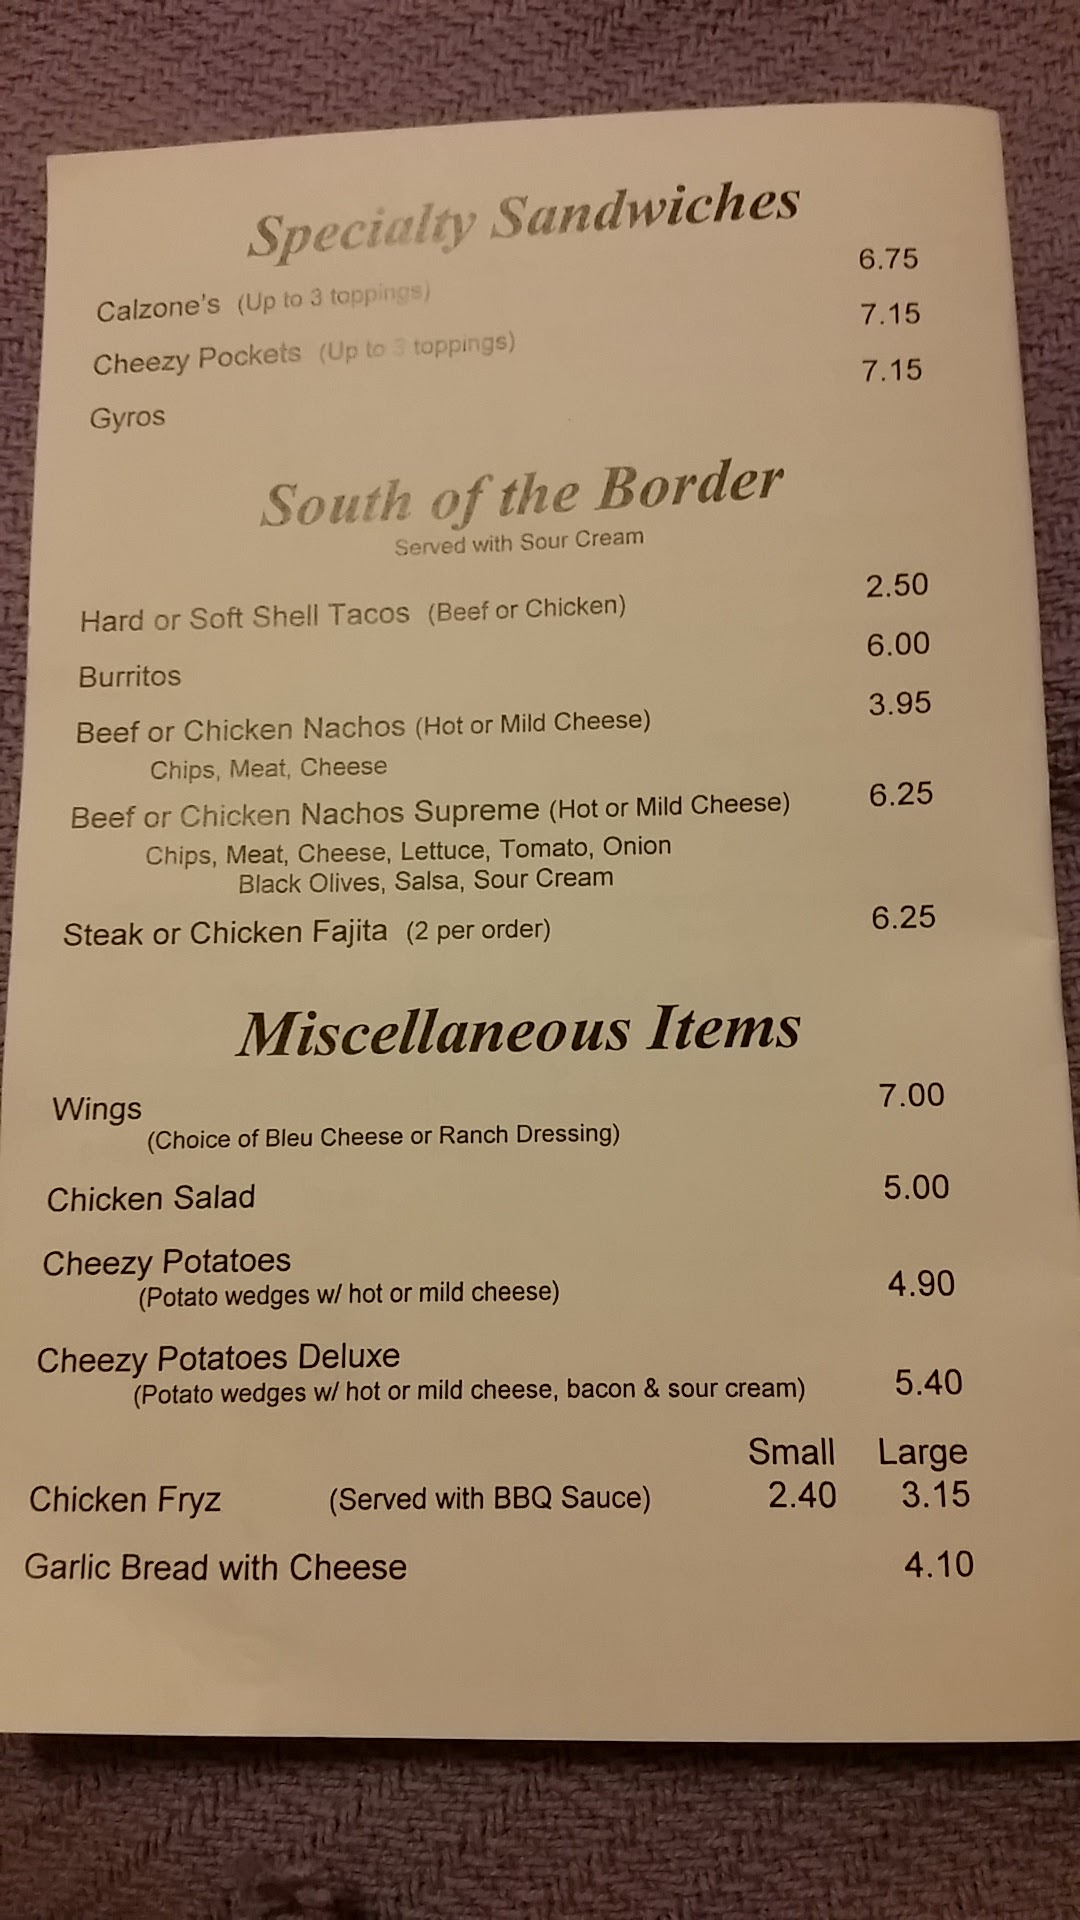 Specialty Sandwiches
Calzone's (Up to 3 toppings) 6.75
Cheezy Pockets (Up to 3 toppings) 7.15
Gyros 7.15
South of the Border
Served with Sour Cream
Hard or Soft Shell Tacos (Beef or Chicken) 2.50
Burritos 6.00
Beef or Chicken Nachos (Hot or Mild Cheese) 3.95
Chips, Meat, Cheese
Beef or Chicken Nachos Supreme (Hot or Mild Cheese) 6.25
Chips, Meat, Cheese, Lettuce, Tomato, Onion
Black Olives, Salsa, Sour Cream
Steak or Chicken Fajita (2 per order) 6.25
Miscellaneous Items
Wings 7.00
(Choice of Bleu Cheese or Ranch Dressing)
Chicken Salad 5.00
Cheezy Potatoes
(Potato wedges w/ hot or mild cheese) 4.90
Cheezy Potatoes Deluxe
(Potato wedges w/ hot or mild cheese, bacon & sour cream) 5.40
Small Large
Chicken Fryz (Served with BBQ Sauce) 2.40 3.15
Garlic Bread with Cheese 4.10